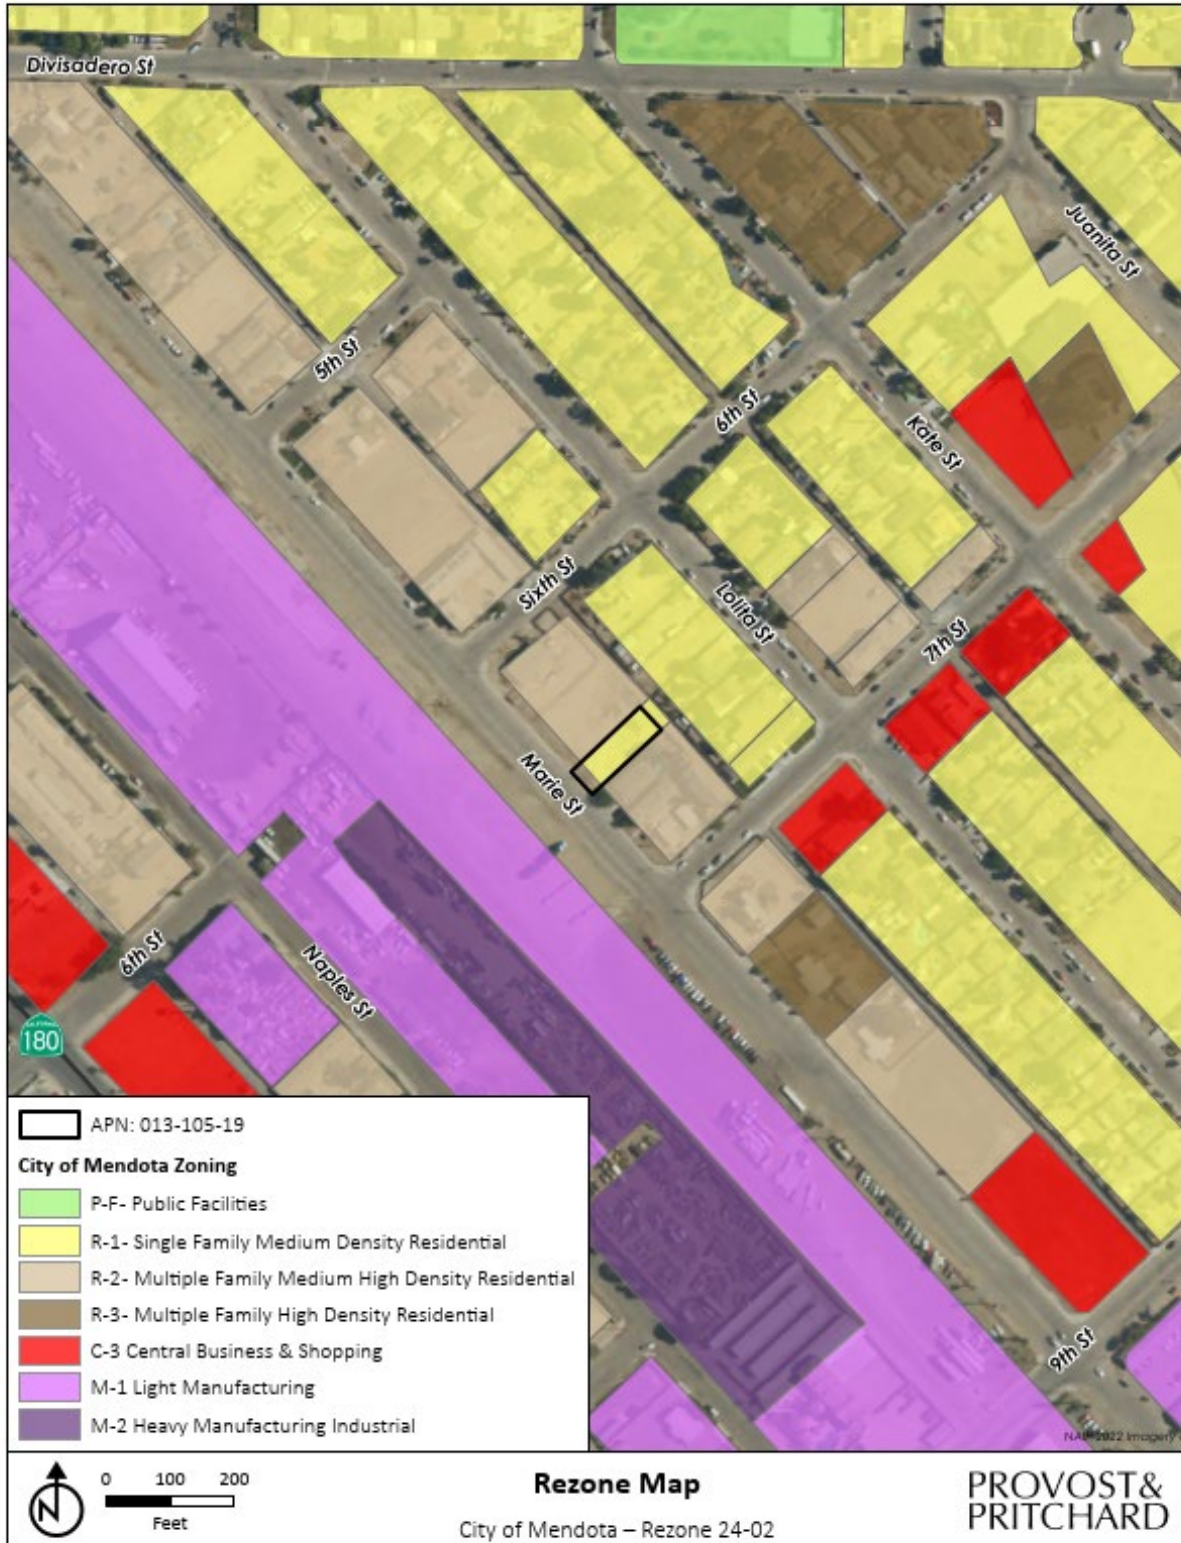 Divisadero St
Juanita St
5th St
6th St
Kate St
Sixth St
Lolita St
7th St
Marie St
6th St
Naples St
CALIFORNIA
180
9th St
APN: 013-105-19
City of Mendota Zoning
P-F- Public Facilities
R-1- Single Family Medium Density Residential
R-2- Multiple Family Medium High Density Residential
R-3- Multiple Family High Density Residential
C-3 Central Business & Shopping
M-1 Light Manufacturing
M-2 Heavy Manufacturing Industrial
NAIP 2022 Imagery
N
0 100 200
Feet
Rezone Map
City of Mendota – Rezone 24-02
PROVOST&
PRITCHARD